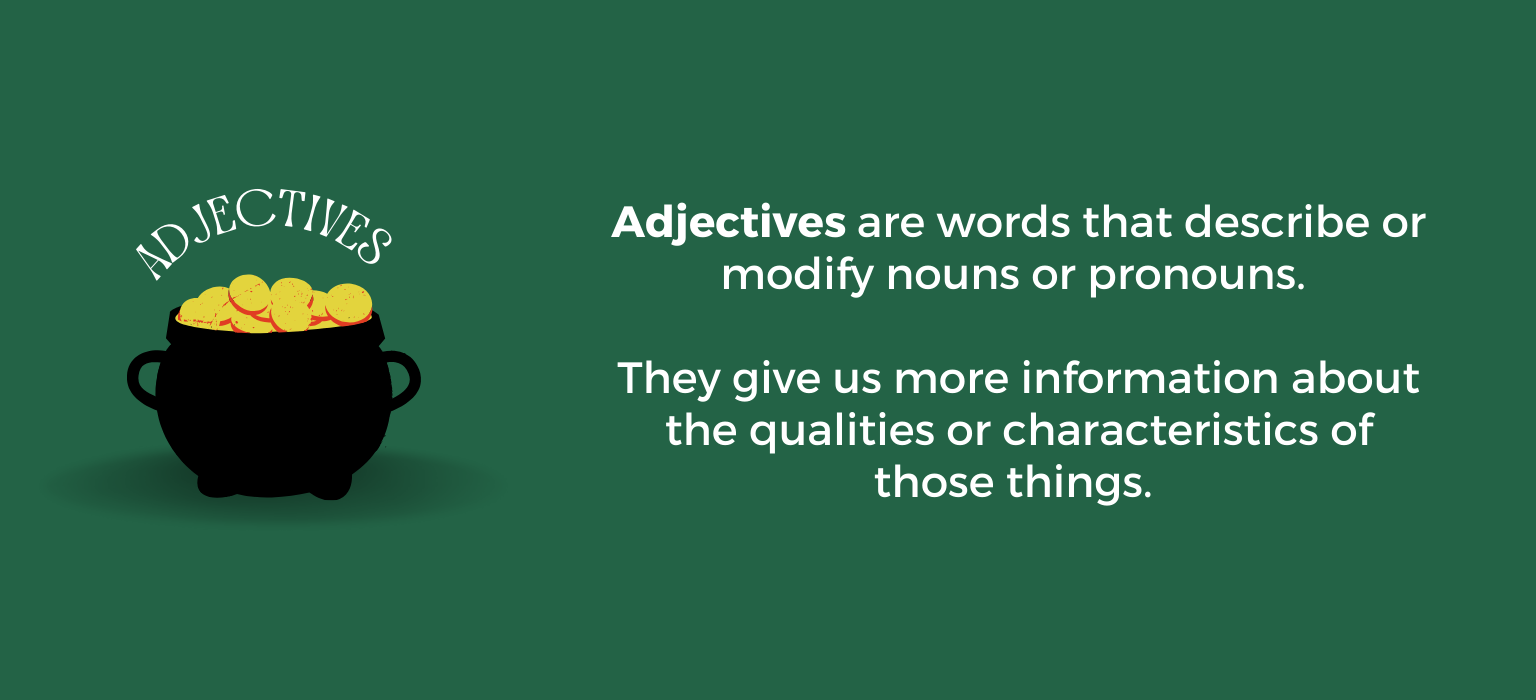 ADJECTIVES
Adjectives are words that describe or
modify nouns or pronouns.
They give us more information about
the qualities or characteristics of
those things.